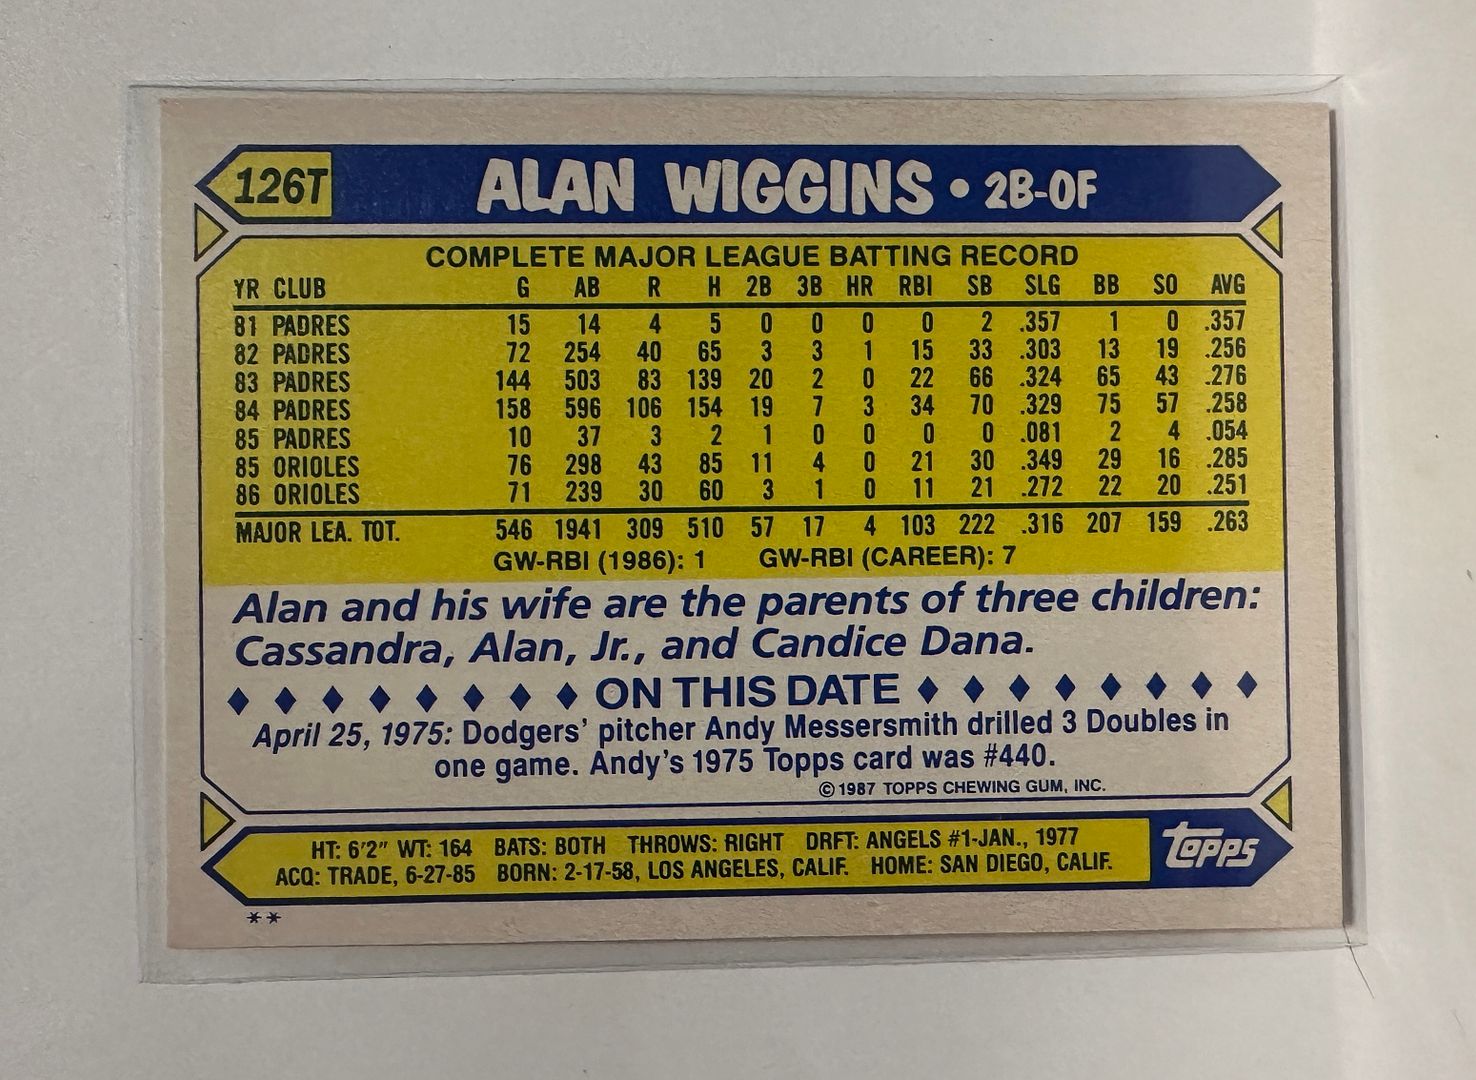 126T ALAN WIGGINS • 2B-OF
COMPLETE MAJOR LEAGUE BATTING RECORD
YR CLUB G AB R H 2B 3B HR RBI SB SLG BB SO AVG
81 PADRES 15 14 4 5 0 0 0 0 2 .357 1 0 .357
82 PADRES 72 254 40 65 3 3 1 15 33 .303 13 19 .256
83 PADRES 144 503 83 139 20 2 0 22 66 .324 65 43 .276
84 PADRES 158 596 106 154 19 7 3 34 70 .329 75 57 .258
85 PADRES 10 37 3 2 1 0 0 0 0 .081 2 4 .054
85 ORIOLES 76 298 43 85 11 4 0 21 30 .349 29 16 .285
86 ORIOLES 71 239 30 60 3 1 0 11 21 .272 22 20 .251
MAJOR LEA. TOT. 546 1941 309 510 57 17 4 103 222 .316 207 159 .263
GW-RBI (1986): 1 GW-RBI (CAREER): 7
Alan and his wife are the parents of three children:
Cassandra, Alan, Jr., and Candice Dana.
ON THIS DATE
April 25, 1975: Dodgers' pitcher Andy Messersmith drilled 3 Doubles in
one game. Andy's 1975 Topps card was #440.
© 1987 TOPPS CHEWING GUM, INC.
HT: 6'2" WT: 164 BATS: BOTH THROWS: RIGHT DRFT: ANGELS #1-JAN., 1977
ACQ: TRADE, 6-27-85 BORN: 2-17-58, LOS ANGELES, CALIF. HOME: SAN DIEGO, CALIF.
Topps
**